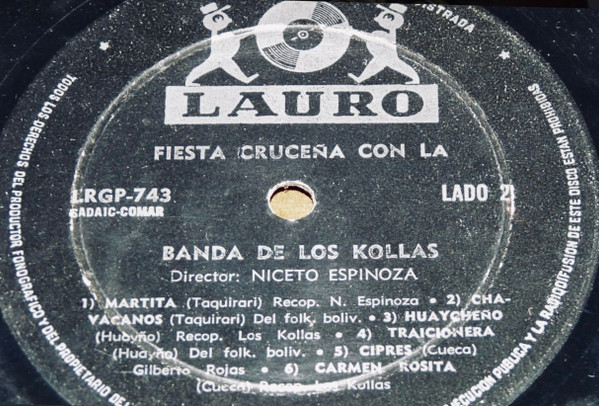 LAURO
FIESTA CRUCEÑA CON LA
LRGP-743
SADAIC-COMAR
LADO 2
BANDA DE LOS KOLLAS
Director: NICETO ESPINOZA
1) MARTITA (Taquirari) Recop. N. Espinoza • 2) CHA-
VACANOS (Taquirari) Del folk. boliv. • 3) HUAYCHEÑO
(Huayño) Recop. Los Kollas • 4) TRAICIONERA
(Huayño) Del folk. boliv. • 5) CIPRES (Cueca)
Gilberto Rojas • 6) CARMEN ROSITA
(Cueca) Recop. Los Kollas
TODOS LOS DERECHOS DEL PRODUCTOR FONOGRAFICO Y DEL PROPIETARIO DE
EJECUCION PUBLICA Y LA RADIODIFUSION DE ESTE DISCO ESTAN PROHIBIDAS